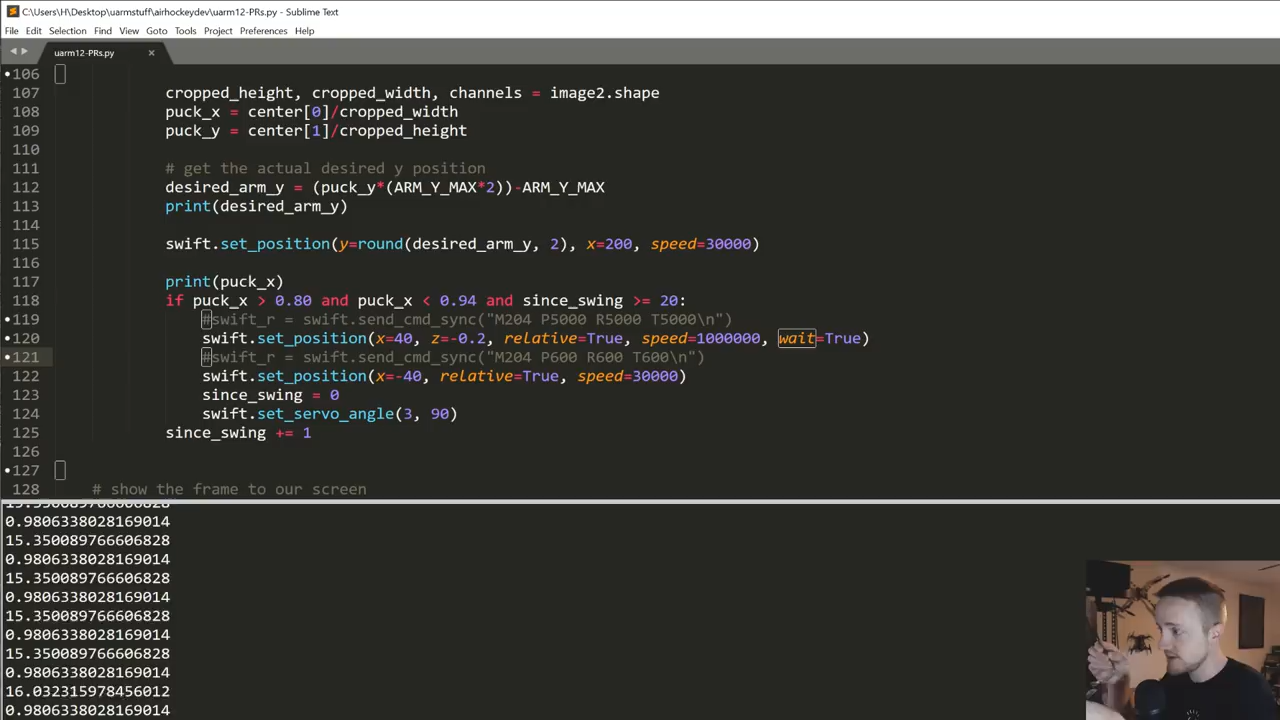 C:\Users\H\Desktop\uarmstuff\airhockeydev\uarm12-PRs.py - Sublime Text
File Edit Selection Find View Goto Tools Project Preferences Help
uarm12-PRs.py ×
106
107 cropped_height, cropped_width, channels = image2.shape
108 puck_x = center[0]/cropped_width
109 puck_y = center[1]/cropped_height
110
111 # get the actual desired y position
112 desired_arm_y = (puck_y*(ARM_Y_MAX*2))-ARM_Y_MAX
113 print(desired_arm_y)
114
115 swift.set_position(y=round(desired_arm_y, 2), x=200, speed=30000)
116
117 print(puck_x)
118 if puck_x > 0.80 and puck_x < 0.94 and since_swing >= 20:
119 #swift_r = swift.send_cmd_sync("M204 P5000 R5000 T5000\n")
120 swift.set_position(x=40, z=-0.2, relative=True, speed=1000000, wait=True)
121 #swift_r = swift.send_cmd_sync("M204 P600 R600 T600\n")
122 swift.set_position(x=-40, relative=True, speed=30000)
123 since_swing = 0
124 swift.set_servo_angle(3, 90)
125 since_swing += 1
126
127
128 # show the frame to our screen
15.350089766606828
0.9806338028169014
15.350089766606828
0.9806338028169014
15.350089766606828
0.9806338028169014
15.350089766606828
0.9806338028169014
15.350089766606828
0.9806338028169014
16.032315978456012
0.9806338028169014